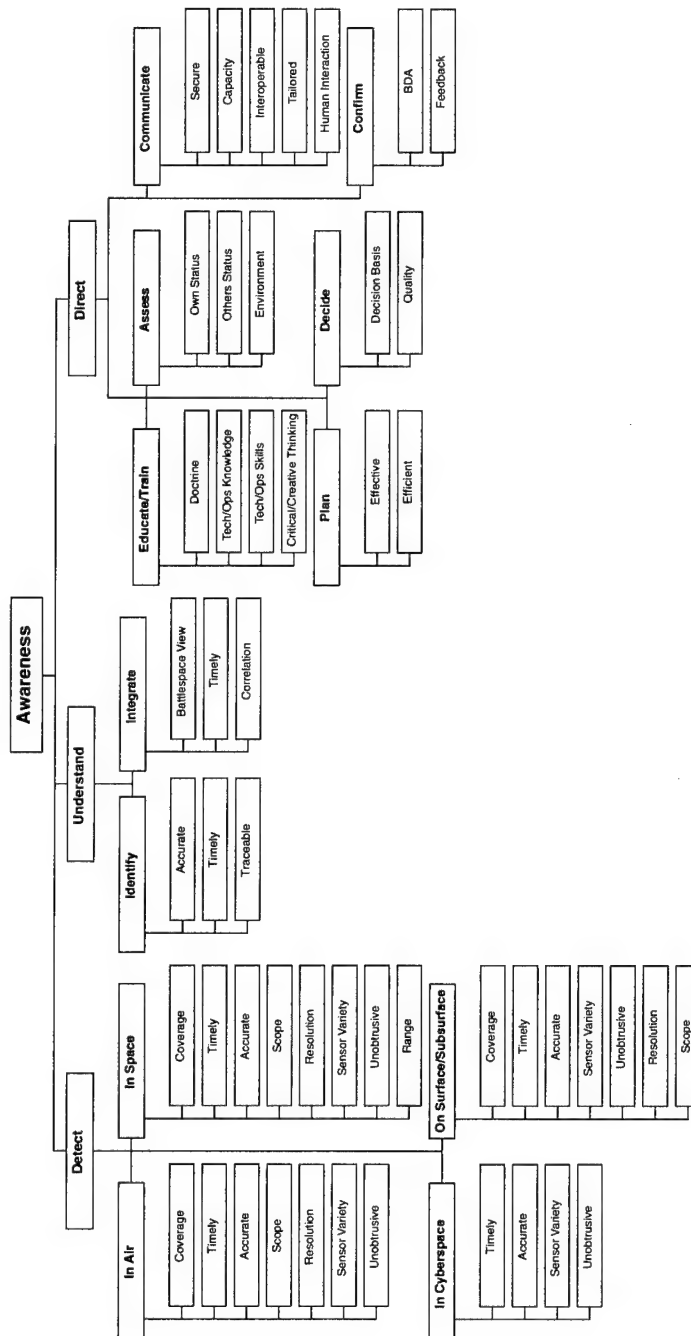 Awareness
Detect
In Air
Coverage
Timely
Accurate
Scope
Resolution
Sensor Variety
Unobtrusive
In Space
Coverage
Timely
Accurate
Scope
Resolution
Sensor Variety
Unobtrusive
Range
In Cyberspace
Timely
Accurate
Sensor Variety
Unobtrusive
On Surface/Subsurface
Coverage
Timely
Accurate
Sensor Variety
Unobtrusive
Resolution
Scope
Understand
Identify
Accurate
Timely
Traceable
Integrate
Battlespace View
Timely
Correlation
Direct
Educate/Train
Doctrine
Tech/Ops Knowledge
Tech/Ops Skills
Critical/Creative Thinking
Assess
Own Status
Others Status
Environment
Communicate
Secure
Capacity
Interoperable
Tailored
Human Interaction
Plan
Effective
Efficient
Decide
Decision Basis
Quality
Confirm
BDA
Feedback